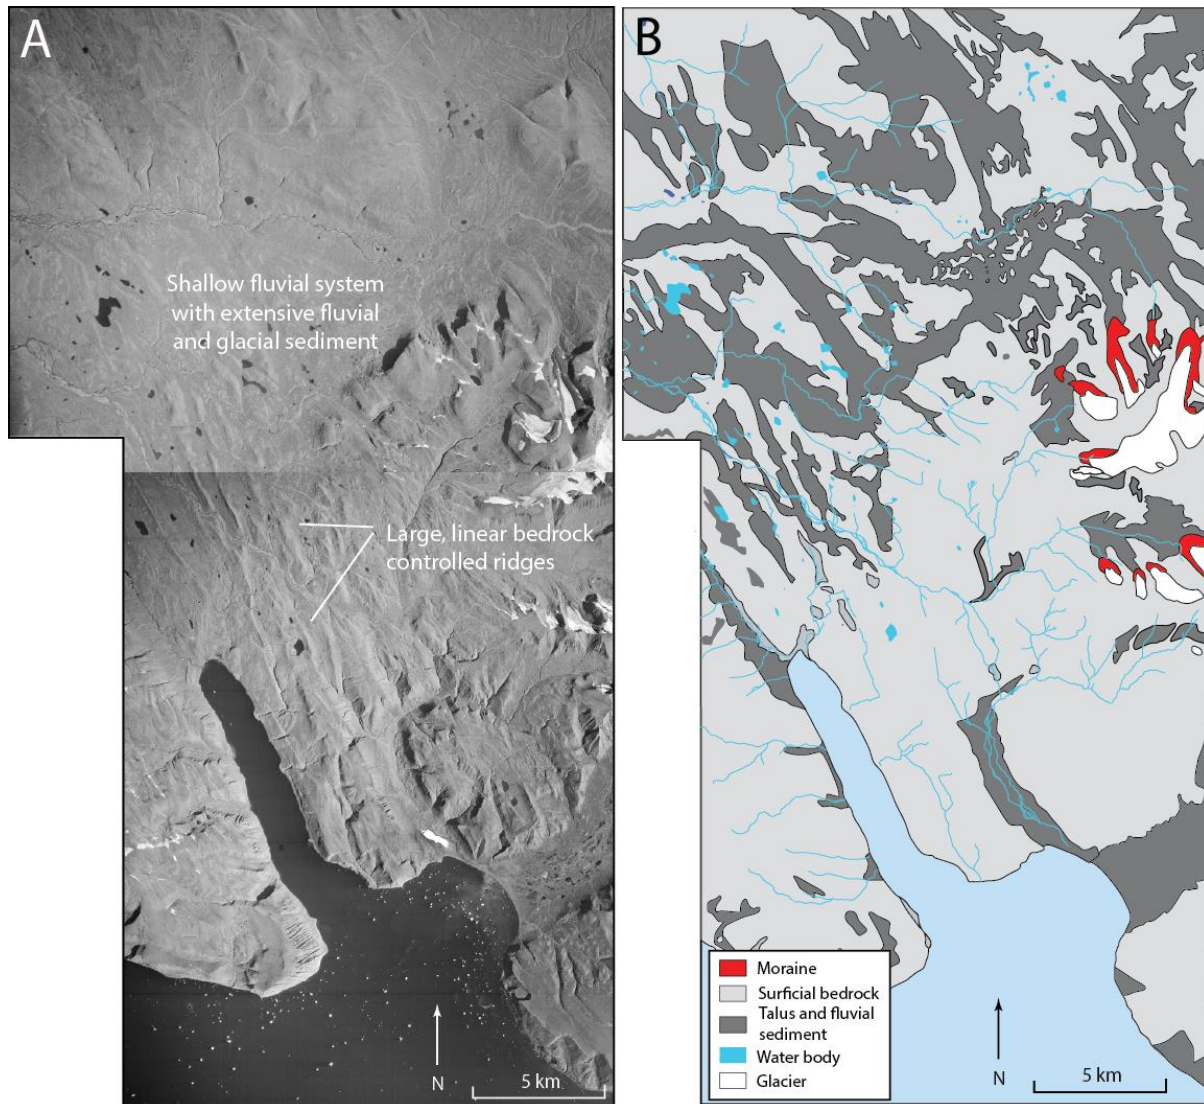 A
Shallow fluvial system
with extensive fluvial
and glacial sediment
Large, linear bedrock
controlled ridges
N
5 km
B
Moraine
Surficial bedrock
Talus and fluvial
sediment
Water body
Glacier
N
5 km